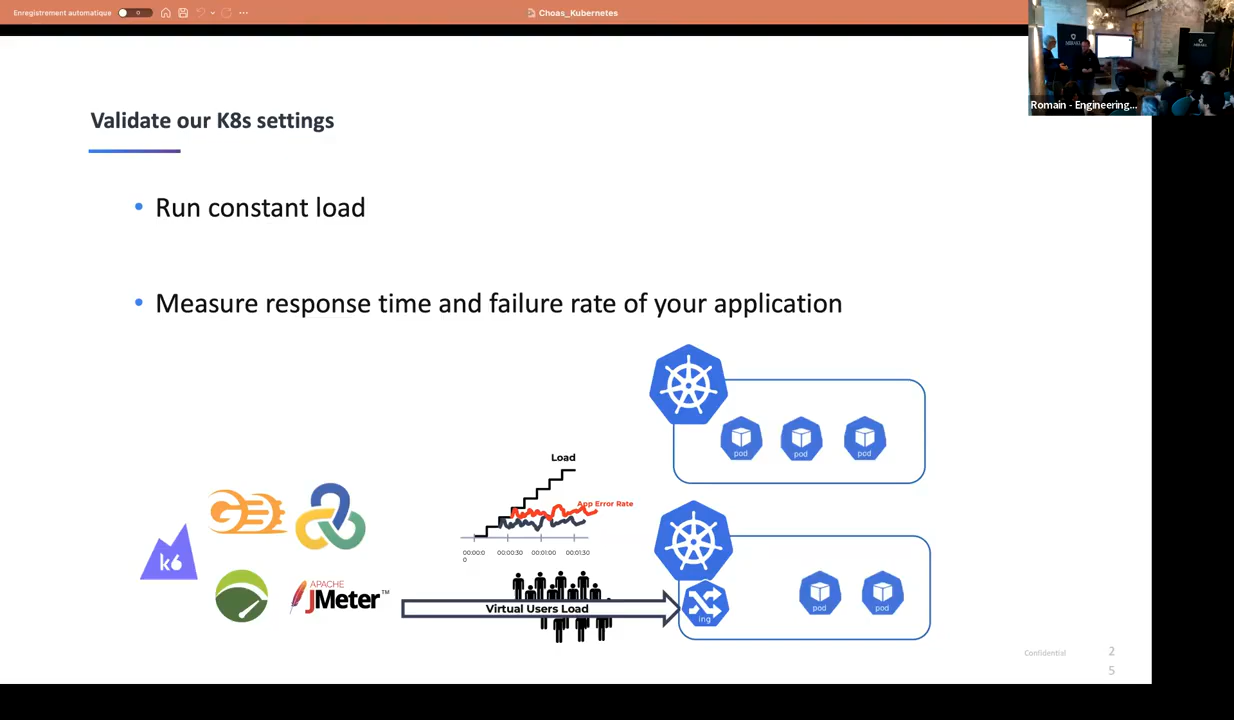 Enregistrement automatique
Choas_Kubernetes
Romain - Engineering...
Validate our K8s settings
• Run constant load
• Measure response time and failure rate of your application
pod
pod
pod
Load
App Error Rate
00:00:0
0
00:00:30
00:01:00
00:01:30
k6
APACHE
JMeter™
Virtual Users Load
ing
pod
pod
Confidential
2
5